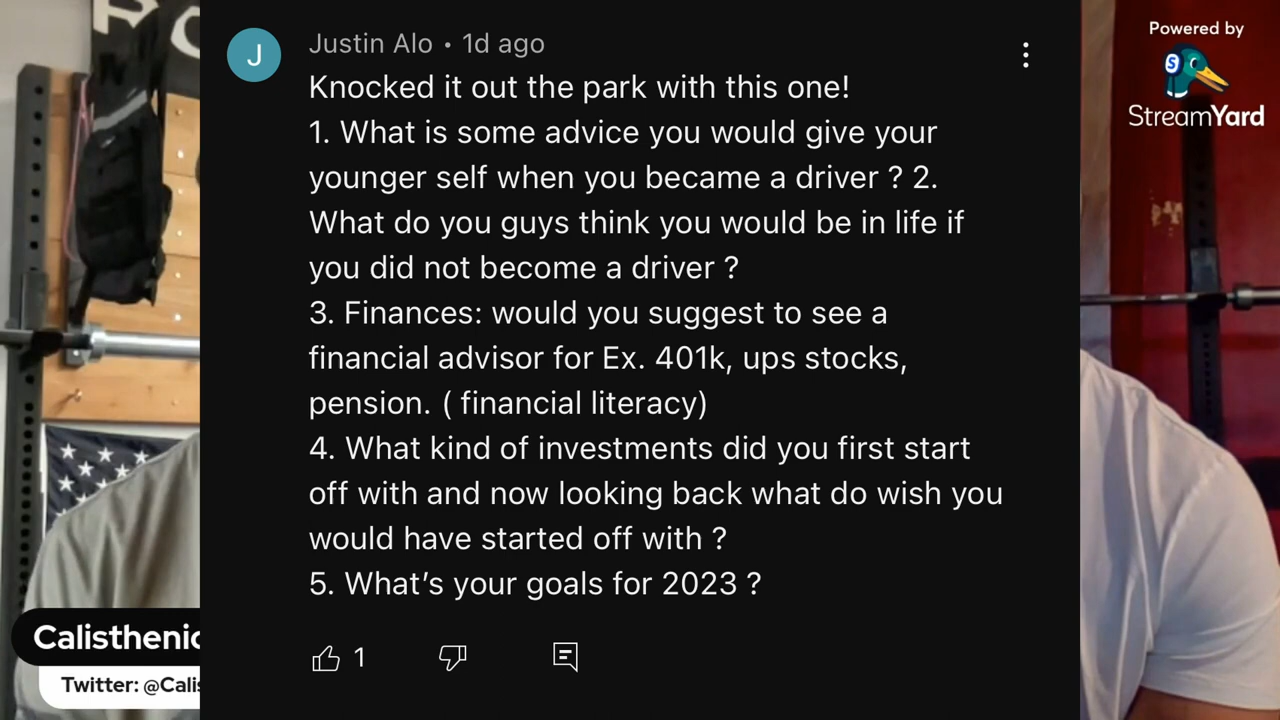 Justin Alo • 1d ago
J
Knocked it out the park with this one!
1. What is some advice you would give your
younger self when you became a driver ? 2.
What do you guys think you would be in life if
you did not become a driver ?
3. Finances: would you suggest to see a
financial advisor for Ex. 401k, ups stocks,
pension. ( financial literacy)
4. What kind of investments did you first start
off with and now looking back what do wish you
would have started off with ?
5. What's your goals for 2023 ?
1
Powered by
S
StreamYard
Calisthenic
Twitter: @Calis